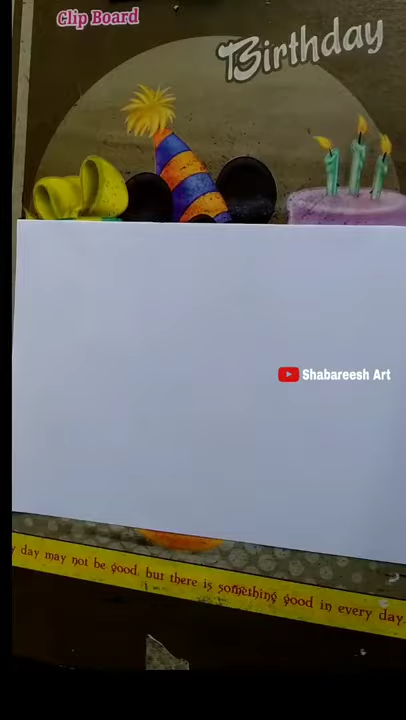 Clip Board
Birthday
Shabareesh Art
day may not be good, but there is something good in every day.